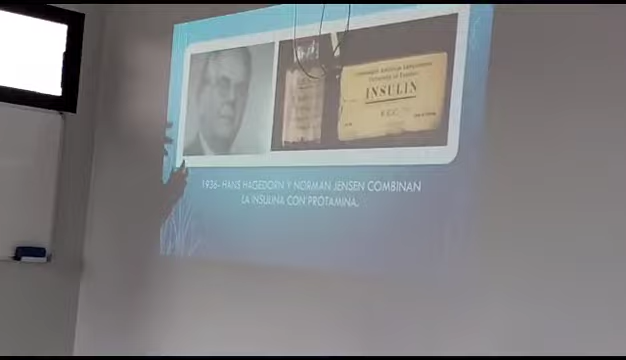 INSULIN
1936- HANS HAGEDORN Y NORMAN JENSEN COMBINAN
LA INSULINA CON PROTAMINA.